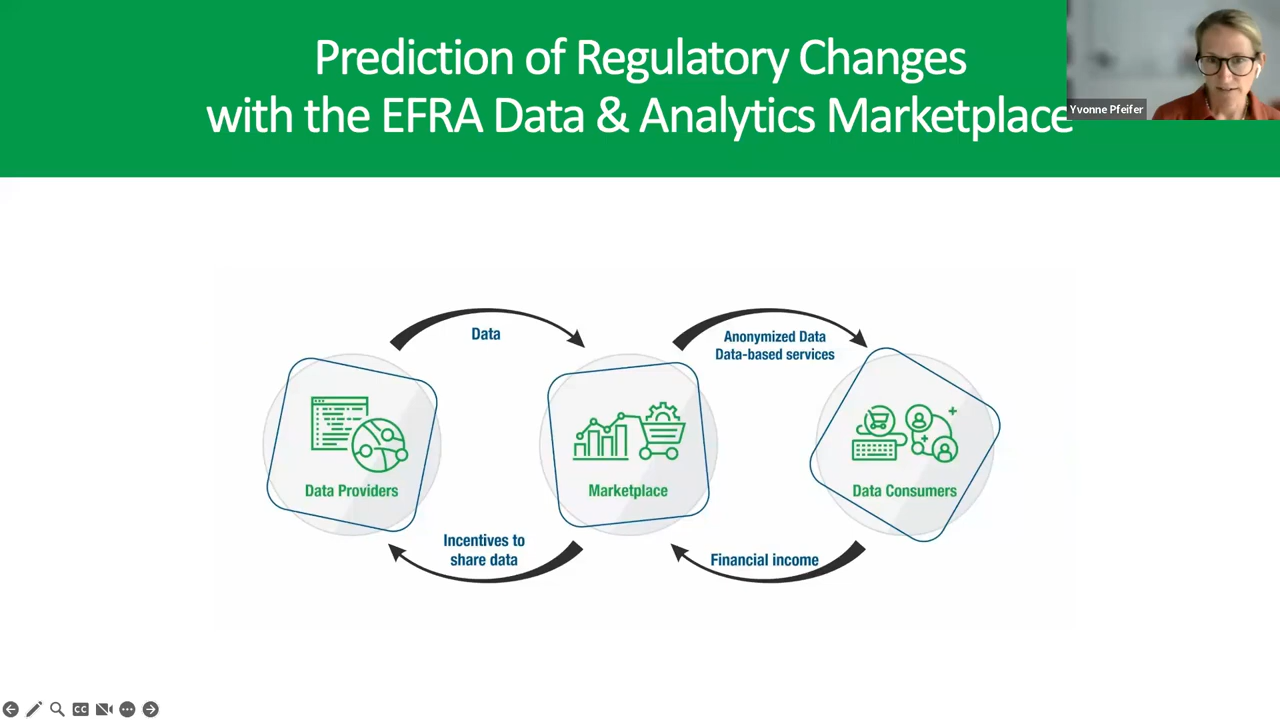 Prediction of Regulatory Changes
with the EFRA Data & Analytics Marketplace
Yvonne Pfeifer
Data
Anonymized Data
Data-based services
Data Providers
Marketplace
Data Consumers
Incentives to
share data
Financial income
CC